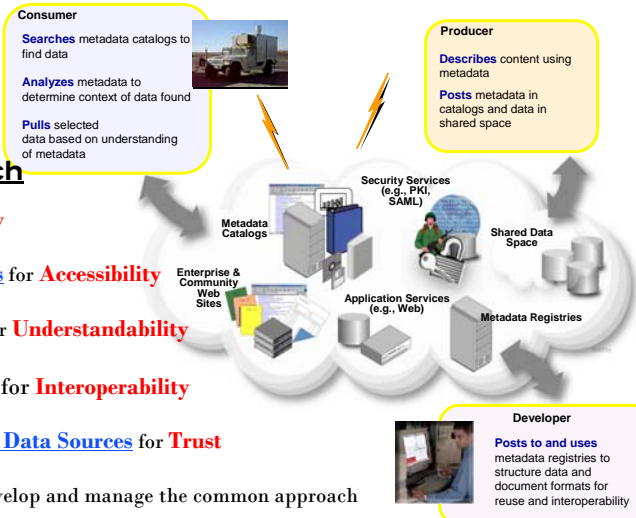 Consumer
Searches metadata catalogs to
find data
Analyzes metadata to
determine context of data found
Pulls selected
data based on understanding
of metadata
Producer
Describes content using
metadata
Posts metadata in
catalogs and data in
shared space
Security Services
(e.g., PKI,
SAML)
Metadata
Catalogs
Shared Data
Space
Enterprise &
Community
Web
Sites
Application Services
(e.g., Web)
Metadata Registries
for Accessibility
Understandability
for Interoperability
Data Sources for Trust
and manage the common approach
Developer
Posts to and uses
metadata registries to
structure data and
document formats for
reuse and interoperability